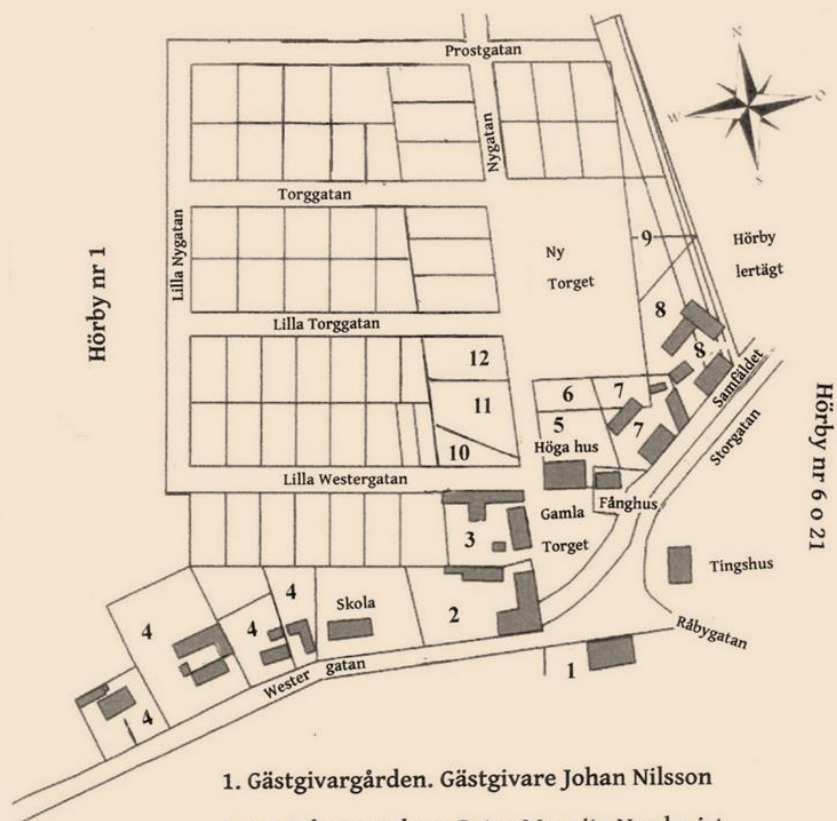 Prostgatan
N
W
O
S
Nygatan
Torggatan
Lilla Nygatan
Hörby nr 1
Ny
Torget
9
Hörby
lertägt
8
Lilla Torggatan
8
12
Samfäldet
6
7
11
5
7
Storgatan
Hörby nr 6 o 21
10
Höga hus
Lilla Westergatan
Fånghus
Gamla
3
Torget
Tingshus
4
Skola
4
4
2
Råbygatan
Wester gatan
1
4
1. Gästgivargården. Gästgivare Johan Nilsson